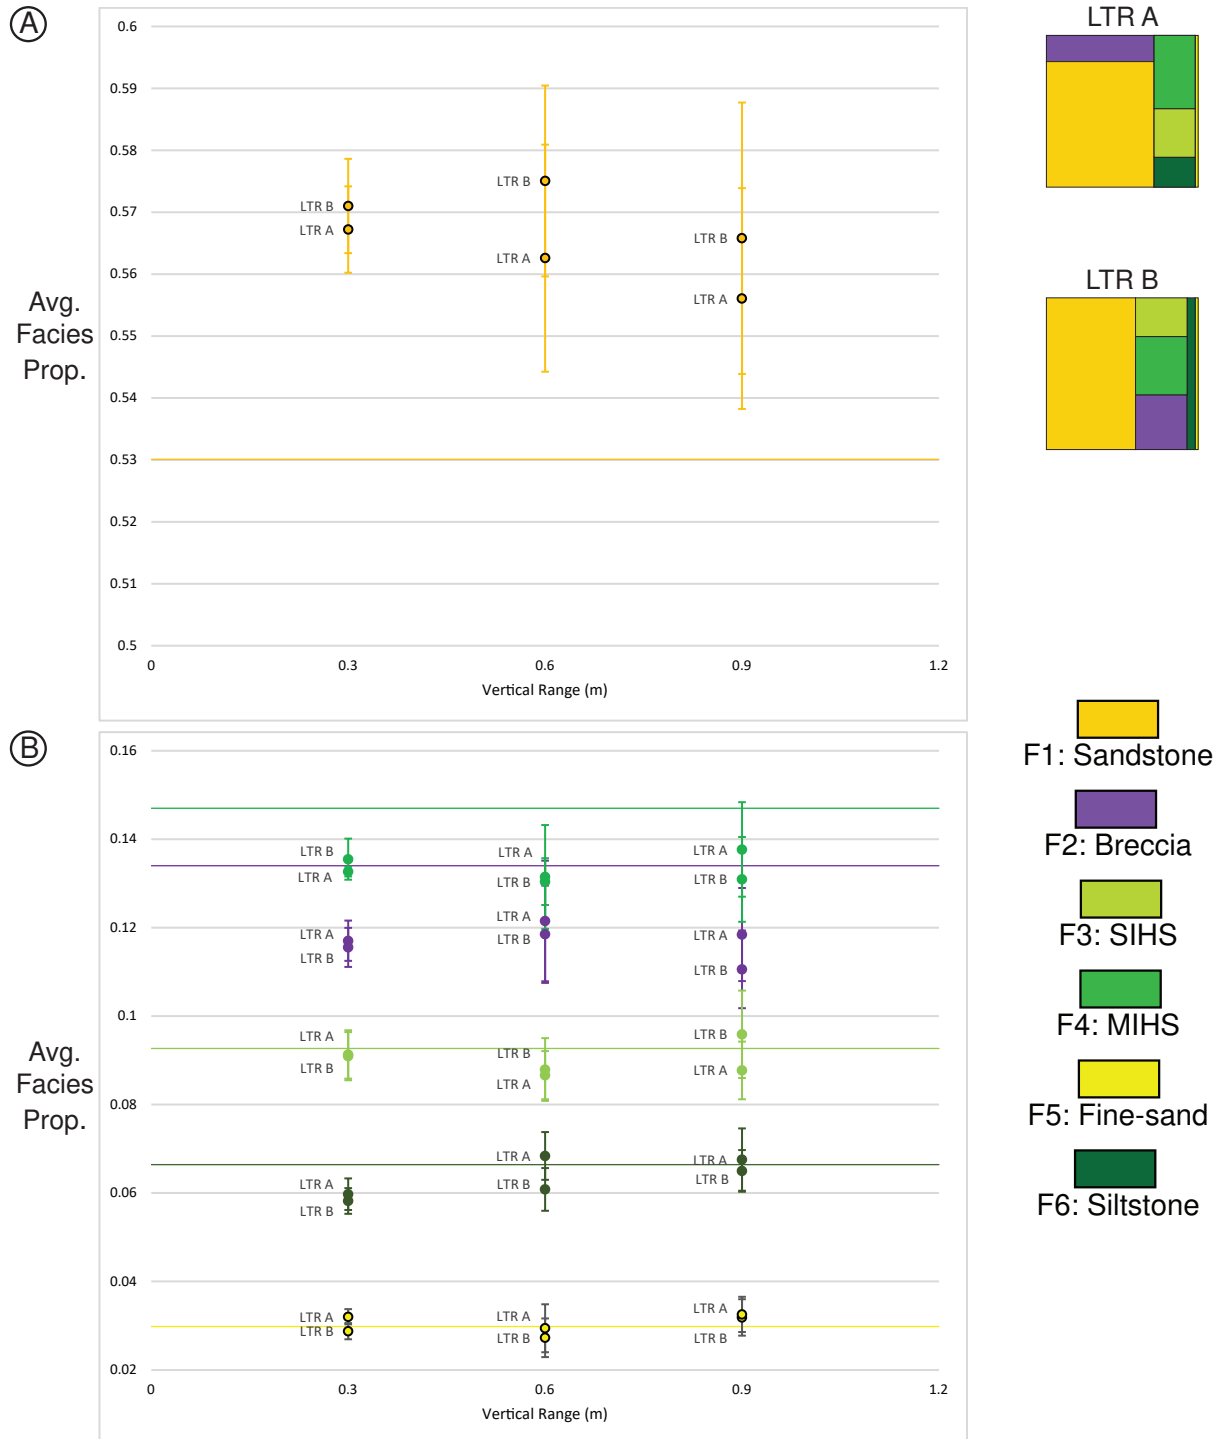 A
0.6
0.59
0.58
0.57
0.56
0.55
0.54
0.53
0.52
0.51
0.5
Avg.
Facies
Prop.
LTR B
LTR A
LTR B
LTR A
LTR B
LTR A
0
0.3
0.6
0.9
1.2
Vertical Range (m)
LTR A
LTR B
B
0.16
0.14
0.12
0.1
0.08
0.06
0.04
0.02
Avg.
Facies
Prop.
LTR B
LTR A
LTR A
LTR B
LTR A
LTR B
LTR A
LTR B
LTR A
LTR B
LTR A
LTR B
LTR A
LTR B
LTR A
LTR B
LTR B
LTR A
LTR A
LTR B
LTR A
LTR B
LTR A
LTR B
LTR A
LTR B
LTR B
LTR A
LTR A
LTR B
LTR A
LTR B
0
0.3
0.6
0.9
1.2
Vertical Range (m)
F1: Sandstone
F2: Breccia
F3: SIHS
F4: MIHS
F5: Fine-sand
F6: Siltstone